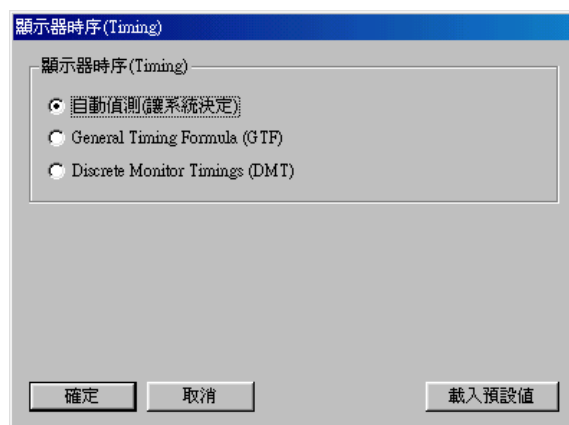 顯示器時序(Timing)
顯示器時序(Timing)
自動偵測(讓系統決定)
General Timing Formula (GTF)
Discrete Monitor Timings (DMT)
確定 取消 載入預設值